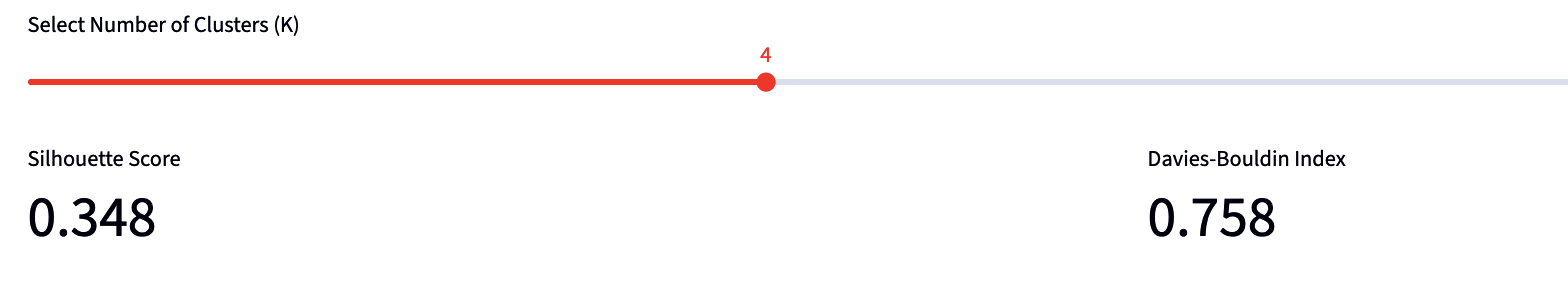 Select Number of Clusters (K)
4
Silhouette Score
Davies-Bouldin Index
0.348
0.758